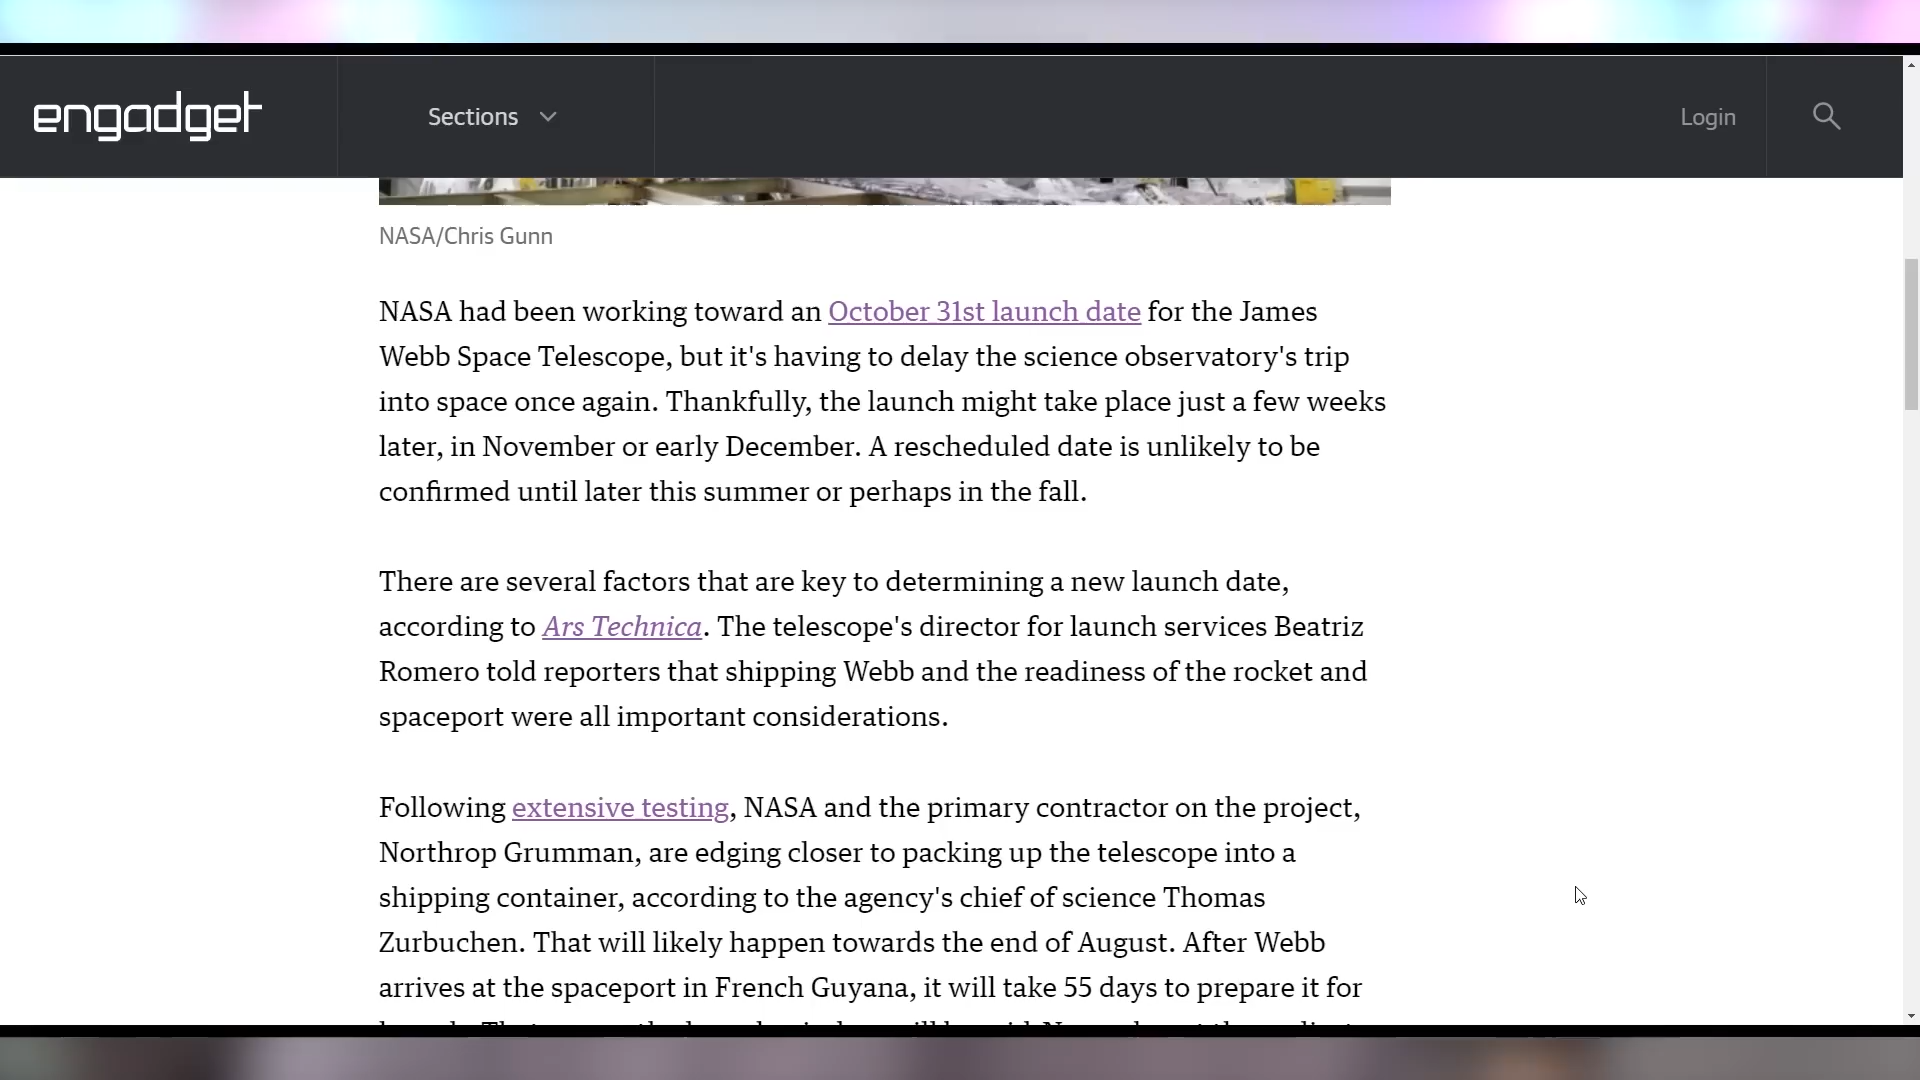 engadget
Sections
Login
NASA/Chris Gunn
NASA had been working toward an October 31st launch date for the James
Webb Space Telescope, but it's having to delay the science observatory's trip
into space once again. Thankfully, the launch might take place just a few weeks
later, in November or early December. A rescheduled date is unlikely to be
confirmed until later this summer or perhaps in the fall.
There are several factors that are key to determining a new launch date,
according to Ars Technica. The telescope's director for launch services Beatriz
Romero told reporters that shipping Webb and the readiness of the rocket and
spaceport were all important considerations.
Following extensive testing, NASA and the primary contractor on the project,
Northrop Grumman, are edging closer to packing up the telescope into a
shipping container, according to the agency's chief of science Thomas
Zurbuchen. That will likely happen towards the end of August. After Webb
arrives at the spaceport in French Guyana, it will take 55 days to prepare it for